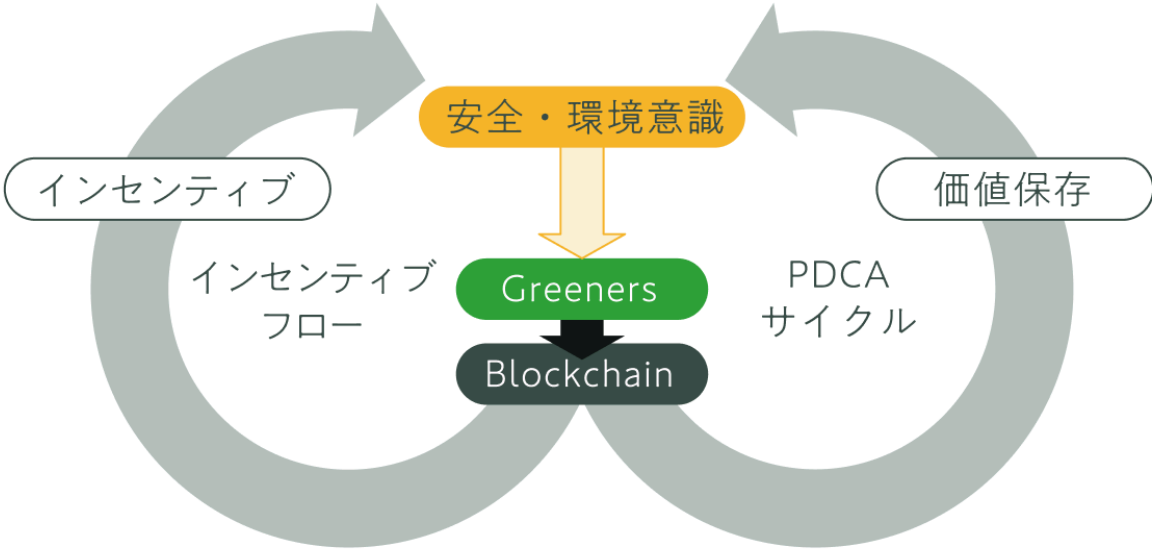 安全・環境意識
インセンティブ
価値保存
インセンティブ
フロー
Greeners
PDCA
サイクル
Blockchain